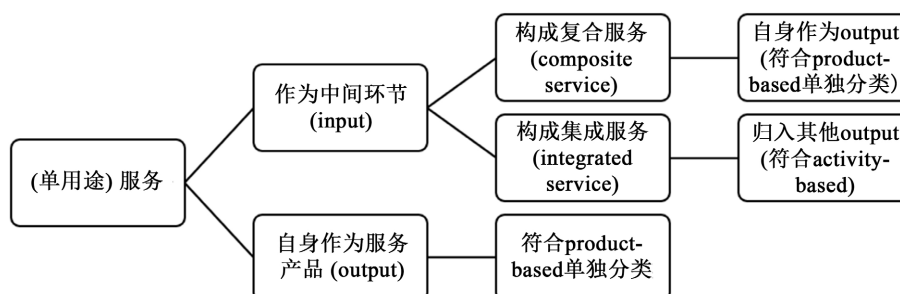 (单用途) 服务
作为中间环节
(input)
构成复合服务
(composite
service)
自身作为output
(符合product-
based单独分类)
构成集成服务
(integrated
service)
归入其他output
(符合activity-
based)
自身作为服务
产品 (output)
符合product-
based单独分类